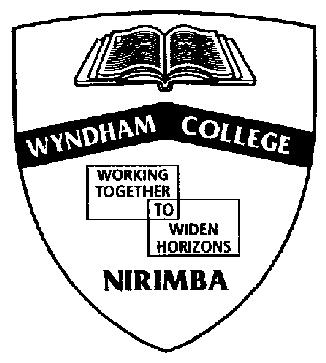 WYNDHAM COLLEGE
WORKING
TOGETHER
TO
WIDEN
HORIZONS
NIRIMBA